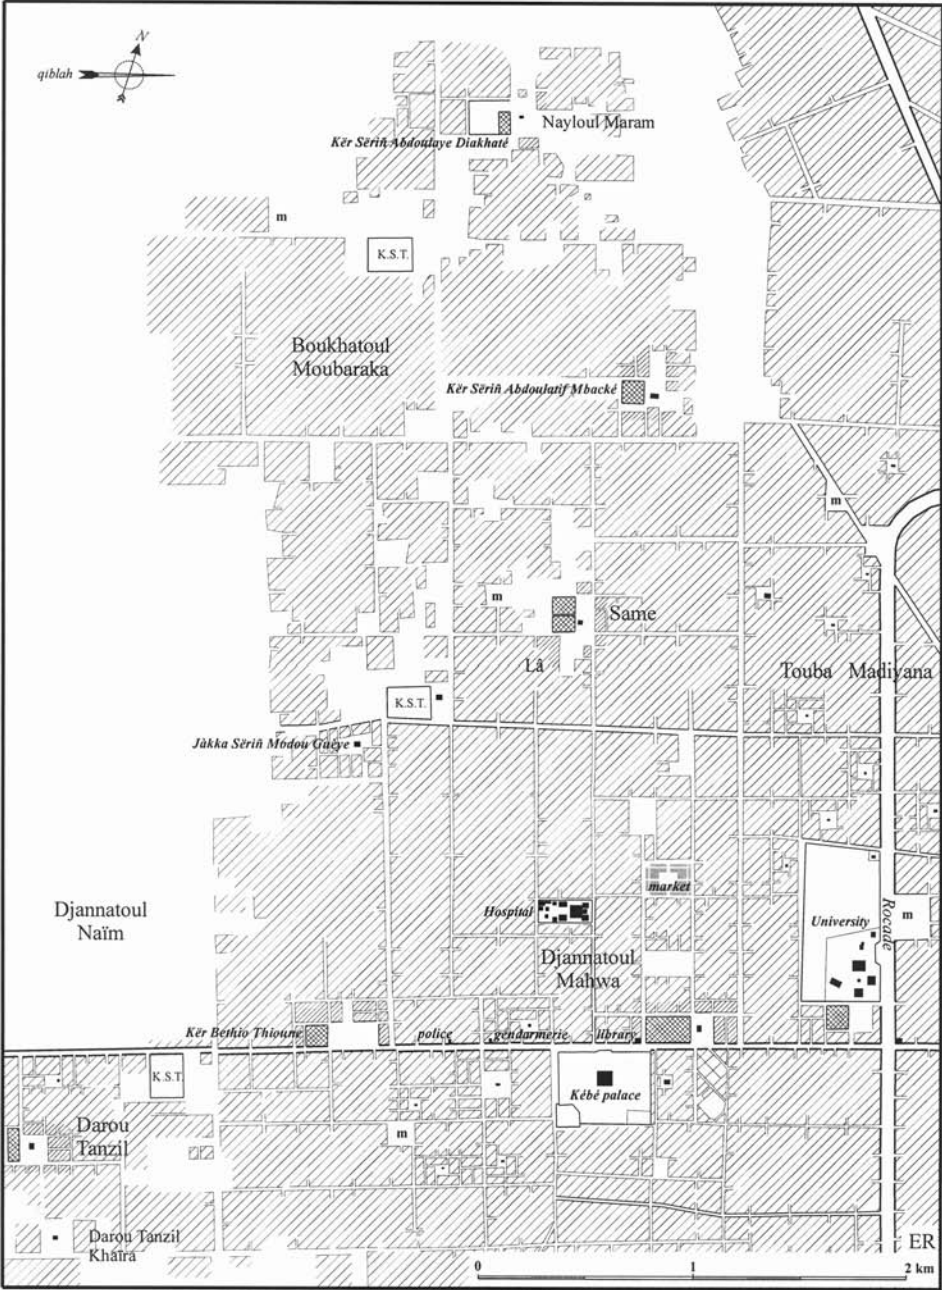 N
qiblah
Nayloul Maram
Kër Sëriñ Abdoulaye Diakhaté
m
K.S.T.
Boukhatoul
Moubaraka
Kër Sëriñ Abdoulatif Mbacké
m
m
Same
Lâ
Touba Madiyana
K.S.T.
Jàkka Sëriñ Modou Guèye
market
Djannatoul
Naïm
Hospital
University
Rocade
m
Djannatoul
Mahwa
Kër Bethio Thioune
police
gendarmerie
library
K.S.T.
Kébé palace
Darou
Tanzil
m
Darou Tanzil
Khaïra
ER
0 1 2 km